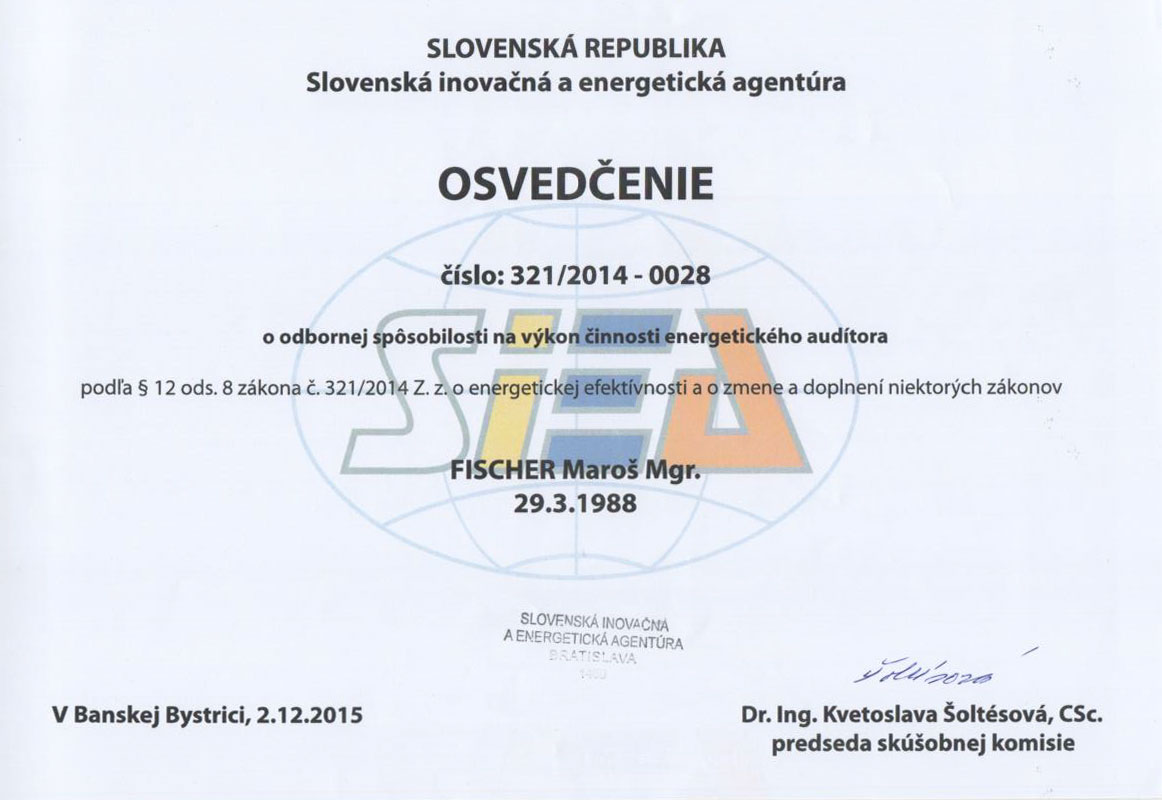 SLOVENSKÁ REPUBLIKA
Slovenská inovačná a energetická agentúra
OSVEDČENIE
číslo: 321/2014 - 0028
o odbornej spôsobilosti na výkon činnosti energetického audítora
podľa § 12 ods. 8 zákona č. 321/2014 Z. z. o energetickej efektívnosti a o zmene a doplnení niektorých zákonov
SIEA
FISCHER Maroš Mgr.
29.3.1988
SLOVENSKÁ INOVAČNÁ
A ENERGETICKÁ AGENTÚRA
BRATISLAVA
V Banskej Bystrici, 2.12.2015
Dr. Ing. Kvetoslava Šoltésová, CSc.
predseda skúšobnej komisie